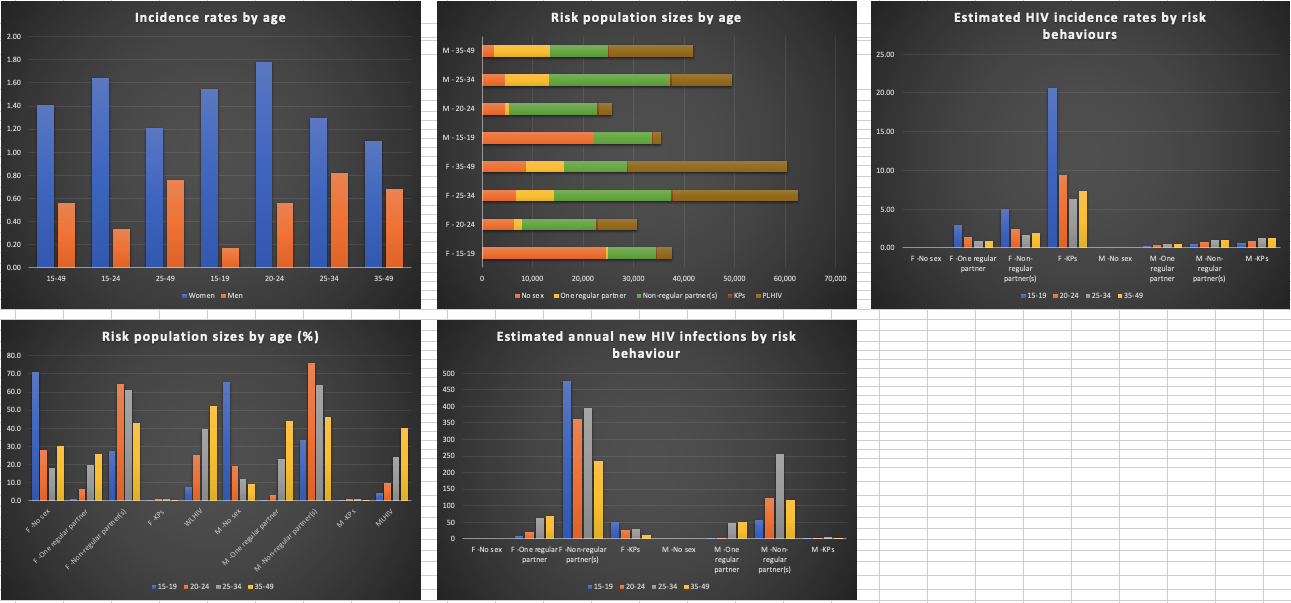 Incidence rates by age
2.00
1.80
1.60
1.40
1.20
1.00
0.80
0.60
0.40
0.20
0.00
15-49 15-24 25-49 15-19 20-24 25-34 35-49
Women Men
Risk population sizes by age
M - 35-49
M - 25-34
M - 20-24
M - 15-19
F - 35-49
F - 25-34
F - 20-24
F - 15-19
0 10,000 20,000 30,000 40,000 50,000 60,000 70,000
No sex One regular partner Non-regular partner(s) KPs PLHIV
Estimated HIV incidence rates by risk
behaviours
25.00
20.00
15.00
10.00
5.00
0.00
F -No sex F -One regular partner F -Non-regular partner(s) F -KPs M -No sex M -One regular partner M -Non-regular partner(s) M -KPs
15-19 20-24 25-34 35-49
Risk population sizes by age (%)
80.0
70.0
60.0
50.0
40.0
30.0
20.0
10.0
0.0
F -No sex
F -One regular partner
F -Non-regular partner(s)
F -KPs
WLHIV
M -No sex
M -One regular partner
M -Non-regular partner(s)
M -KPs
MLHIV
15-19 20-24 25-34 35-49
Estimated annual new HIV infections by risk
behaviour
500
450
400
350
300
250
200
150
100
50
0
F -No sex F -One regular partner F -Non-regular partner(s) F -KPs M -No sex M -One regular partner M -Non-regular partner(s) M -KPs
15-19 20-24 25-34 35-49